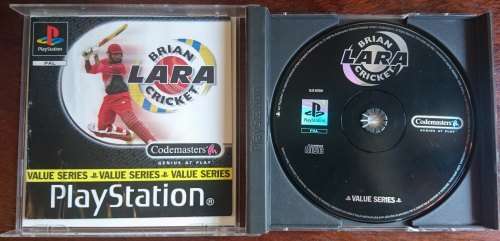 PlayStation
PAL
BRIAN
LARA
CRICKET
Codemasters
GENIUS AT PLAY
VALUE SERIES VALUE SERIES VALUE SERIES
PlayStation®
BRIAN
LARA
CRICKET
PlayStation
PAL
Codemasters
GENIUS AT PLAY
VALUE SERIES